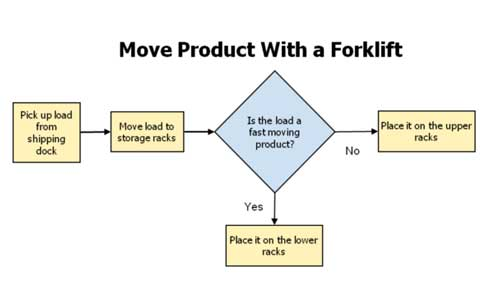 Move Product With a Forklift
Pick up load
from
shipping
dock
Move load to
storage racks
Is the load a
fast moving
product?
No
Place it on the upper
racks
Yes
Place it on the lower
racks